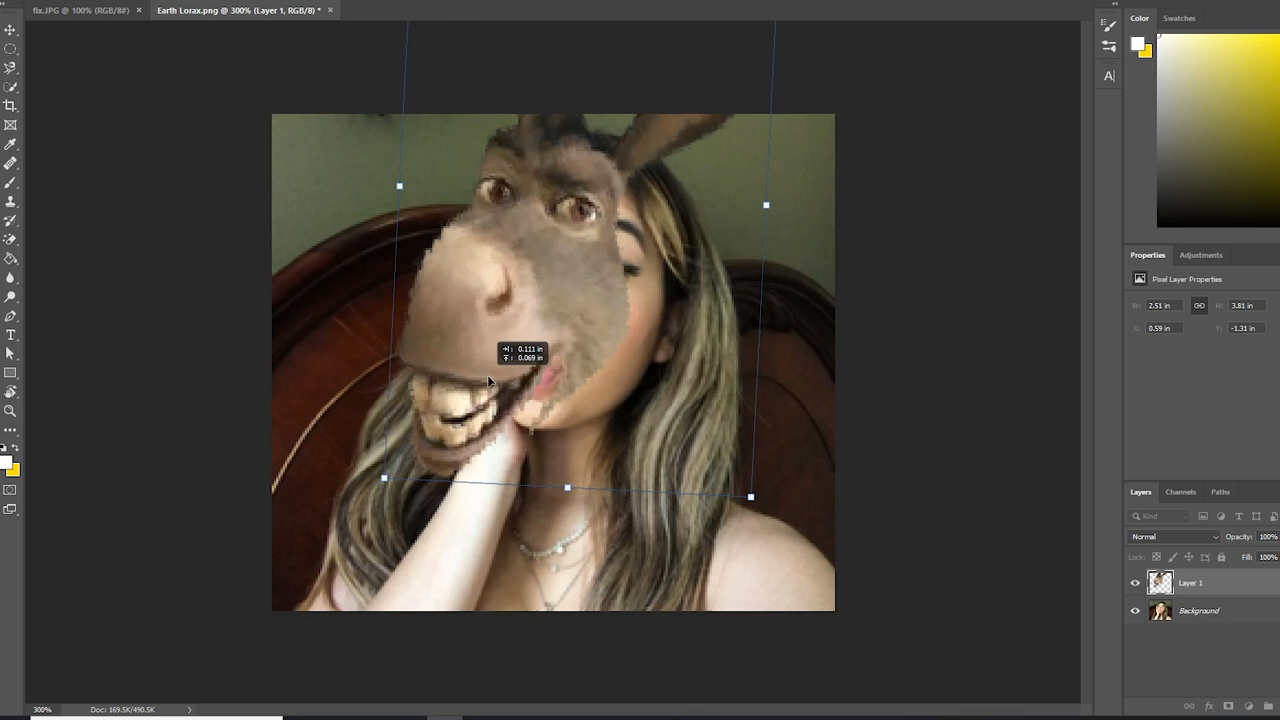 fix.JPG @ 100% (RGB/8#) ×
Earth Lorax.png @ 300% (Layer 1, RGB/8) * ×
Color
Swatches
A|
Properties
Adjustments
Pixel Layer Properties
W: 2.51 in
H: 3.81 in
X: 0.59 in
Y: -1.31 in
: 0.111 in
: 0.069 in
T
Layers
Channels
Paths
Kind
T
Normal
Opacity: 100%
Lock:
Fill: 100%
Layer 1
Background
fx
300%
Doc: 169.5K/490.5K